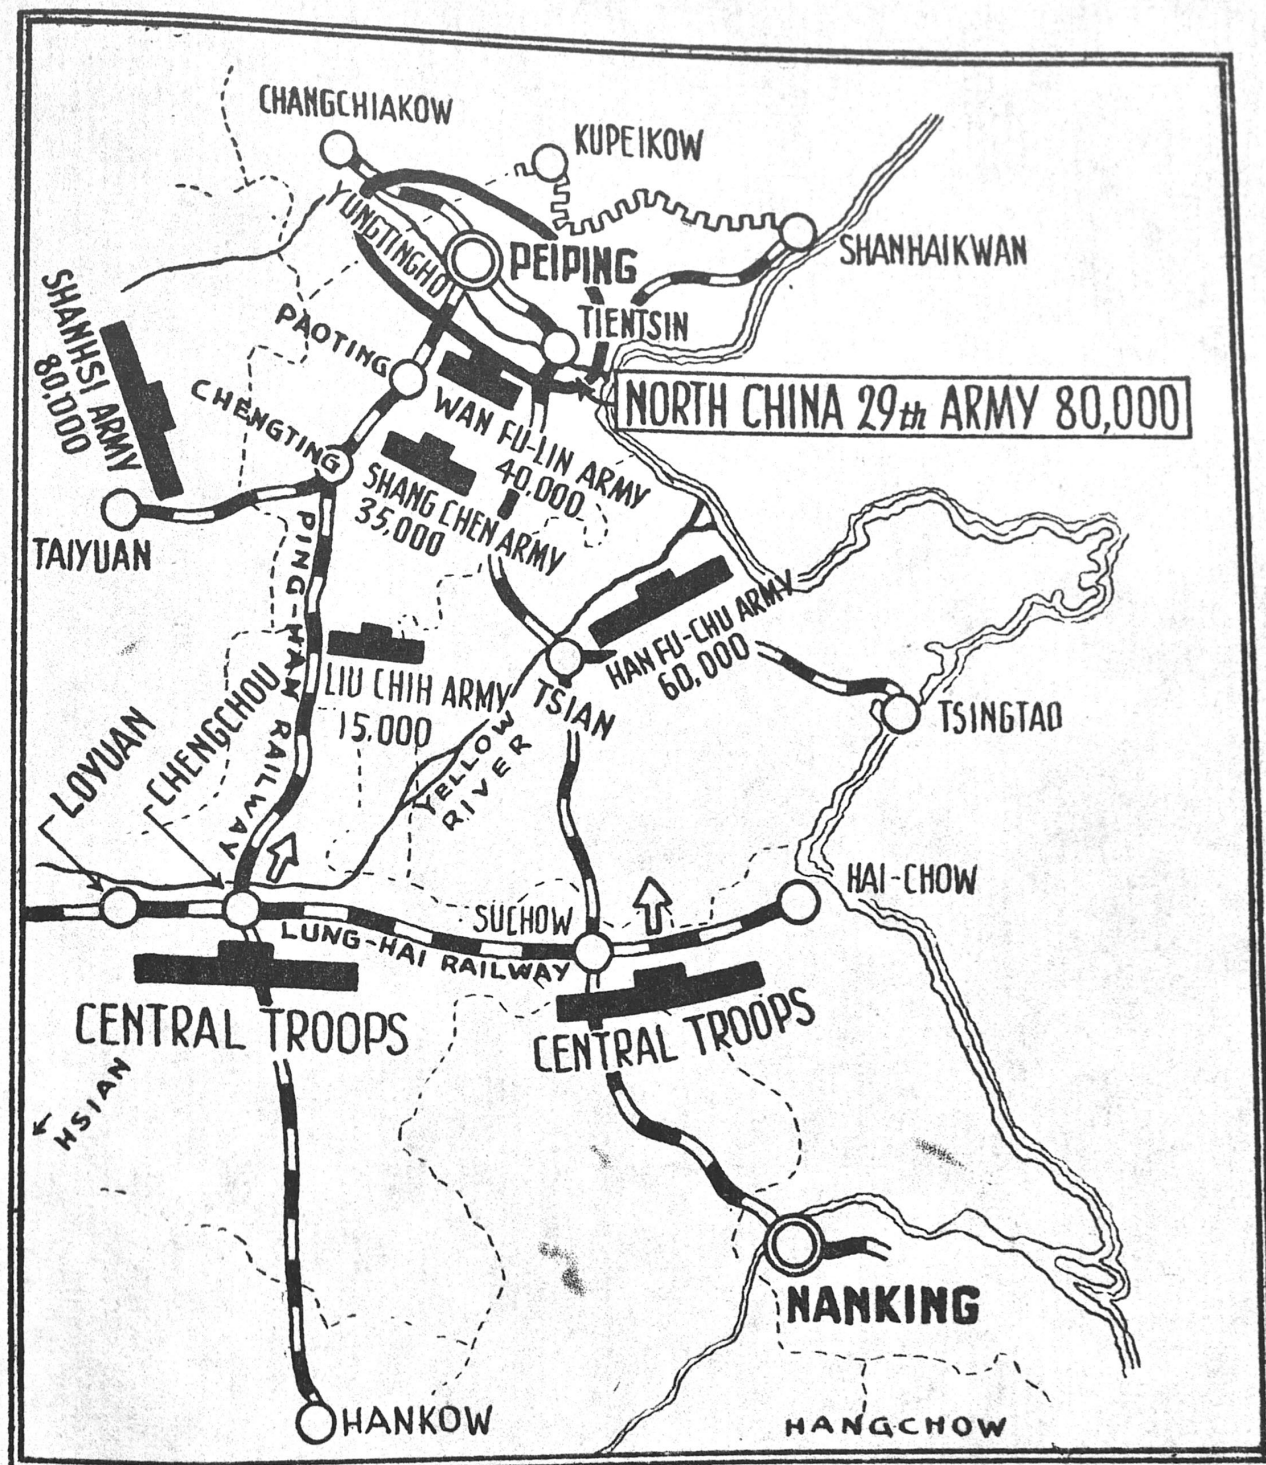 CHANGCHIAKOW
KUPEIKOW
YUNGTINGHO
PEIPING
SHANHAIKWAN
TIENTSIN
SHANHSI ARMY
80,000
PAOTING
CHENGTING
WAN FU-LIN ARMY
40,000
NORTH CHINA 29th ARMY 80,000
SHANG CHEN ARMY
35,000
TAIYUAN
PING-HAN RAILWAY
HAN FU-CHU ARMY
60,000
LIU CHIH ARMY
15,000
TSIAN
TSINGTAO
YELLOW
RIVER
LOYUAN
CHENGCHOU
HAI-CHOW
SUCHOW
LUNG-HAI RAILWAY
CENTRAL TROOPS
CENTRAL TROOPS
HSIAN
NANKING
HANKOW
HANGCHOW